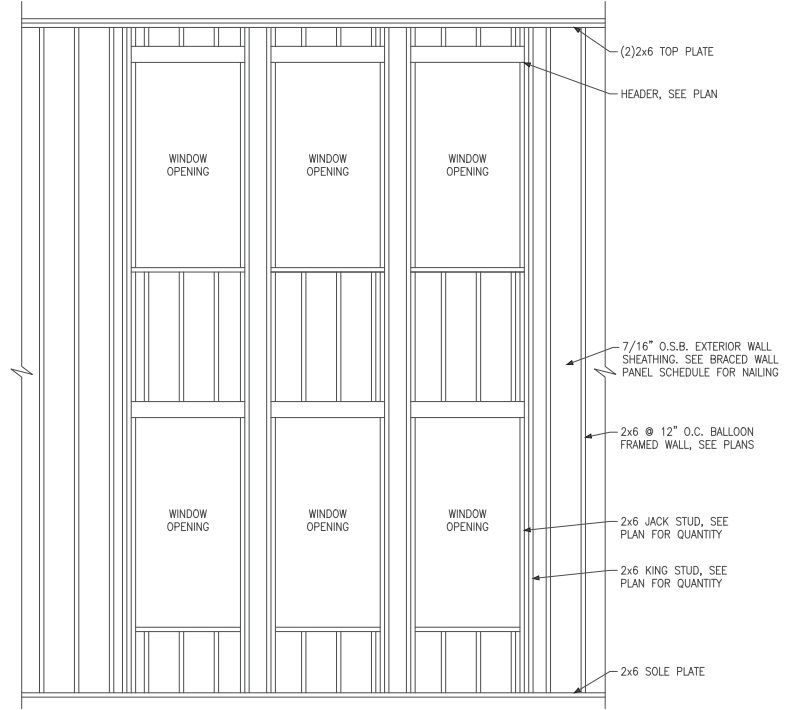 (2)2x6 TOP PLATE
HEADER, SEE PLAN
WINDOW
OPENING
WINDOW
OPENING
WINDOW
OPENING
7/16" O.S.B. EXTERIOR WALL
SHEATHING. SEE BRACED WALL
PANEL SCHEDULE FOR NAILING
2x6 @ 12" O.C. BALLOON
FRAMED WALL, SEE PLANS
WINDOW
OPENING
WINDOW
OPENING
WINDOW
OPENING
2x6 JACK STUD, SEE
PLAN FOR QUANTITY
2x6 KING STUD, SEE
PLAN FOR QUANTITY
2x6 SOLE PLATE